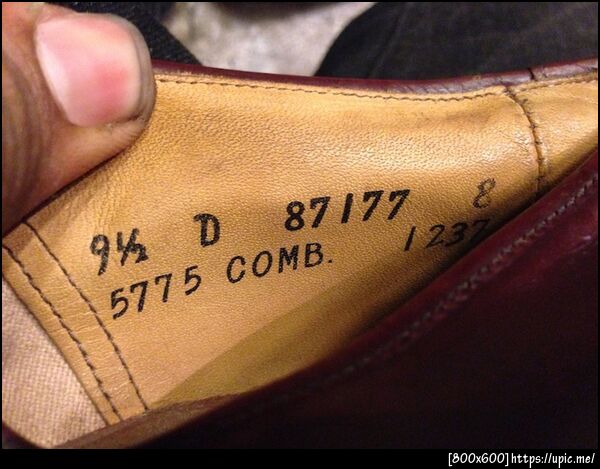 9½ D 87177 8
5775 COMB. 1237
[800x600]https://upic.me/